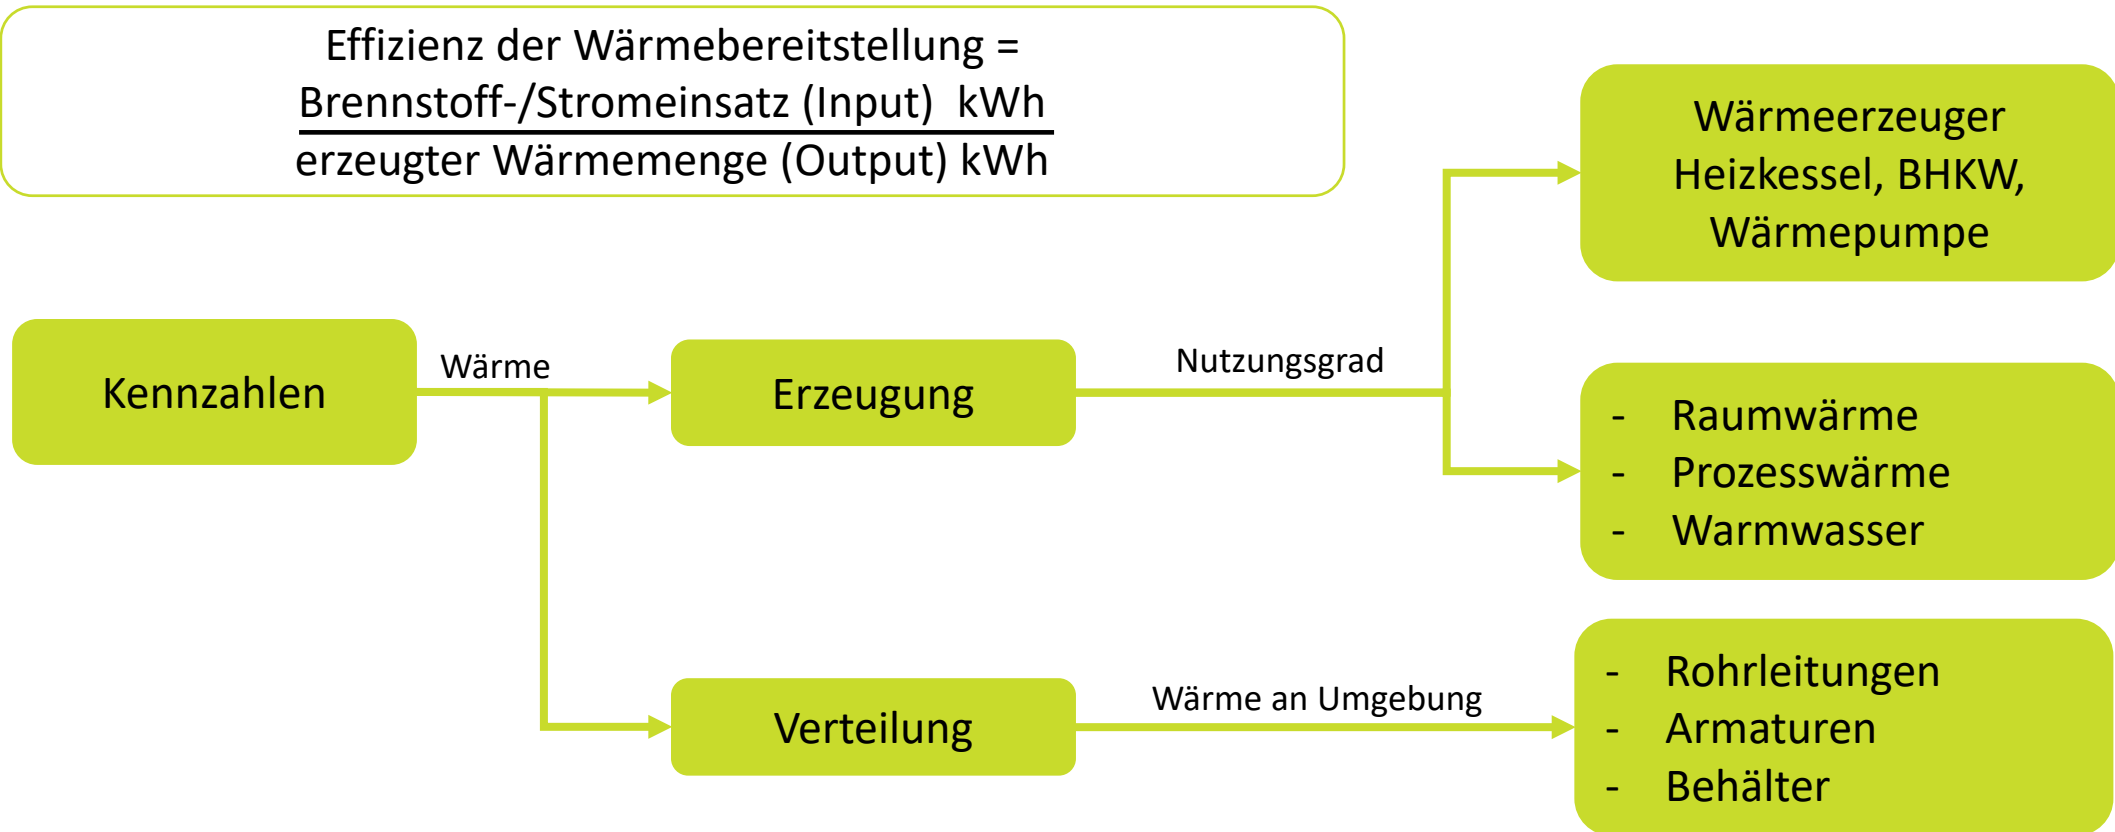 Effizienz der Wärmebereitstellung =
Brennstoff-/Stromeinsatz (Input) kWh
erzeugter Wärmemenge (Output) kWh
Wärmeerzeuger
Heizkessel, BHKW,
Wärmepumpe
Kennzahlen
Wärme
Erzeugung
Nutzungsgrad
- Raumwärme
- Prozesswärme
- Warmwasser
Verteilung
Wärme an Umgebung
- Rohrleitungen
- Armaturen
- Behälter